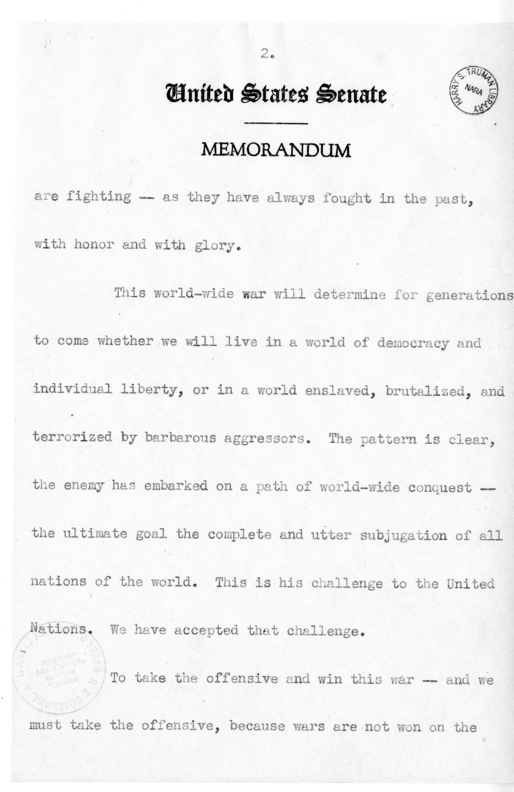 2.
United States Senate
HARRY S. TRUMAN LIBRARY
NARA
MEMORANDUM
are fighting -- as they have always fought in the past,
with honor and with glory.
This world-wide war will determine for generations
to come whether we will live in a world of democracy and
individual liberty, or in a world enslaved, brutalized, and
terrorized by barbarous aggressors. The pattern is clear,
the enemy has embarked on a path of world-wide conquest --
the ultimate goal the complete and utter subjugation of all
nations of the world. This is his challenge to the United
Nations. We have accepted that challenge.
To take the offensive and win this war -- and we
must take the offensive, because wars are not won on the